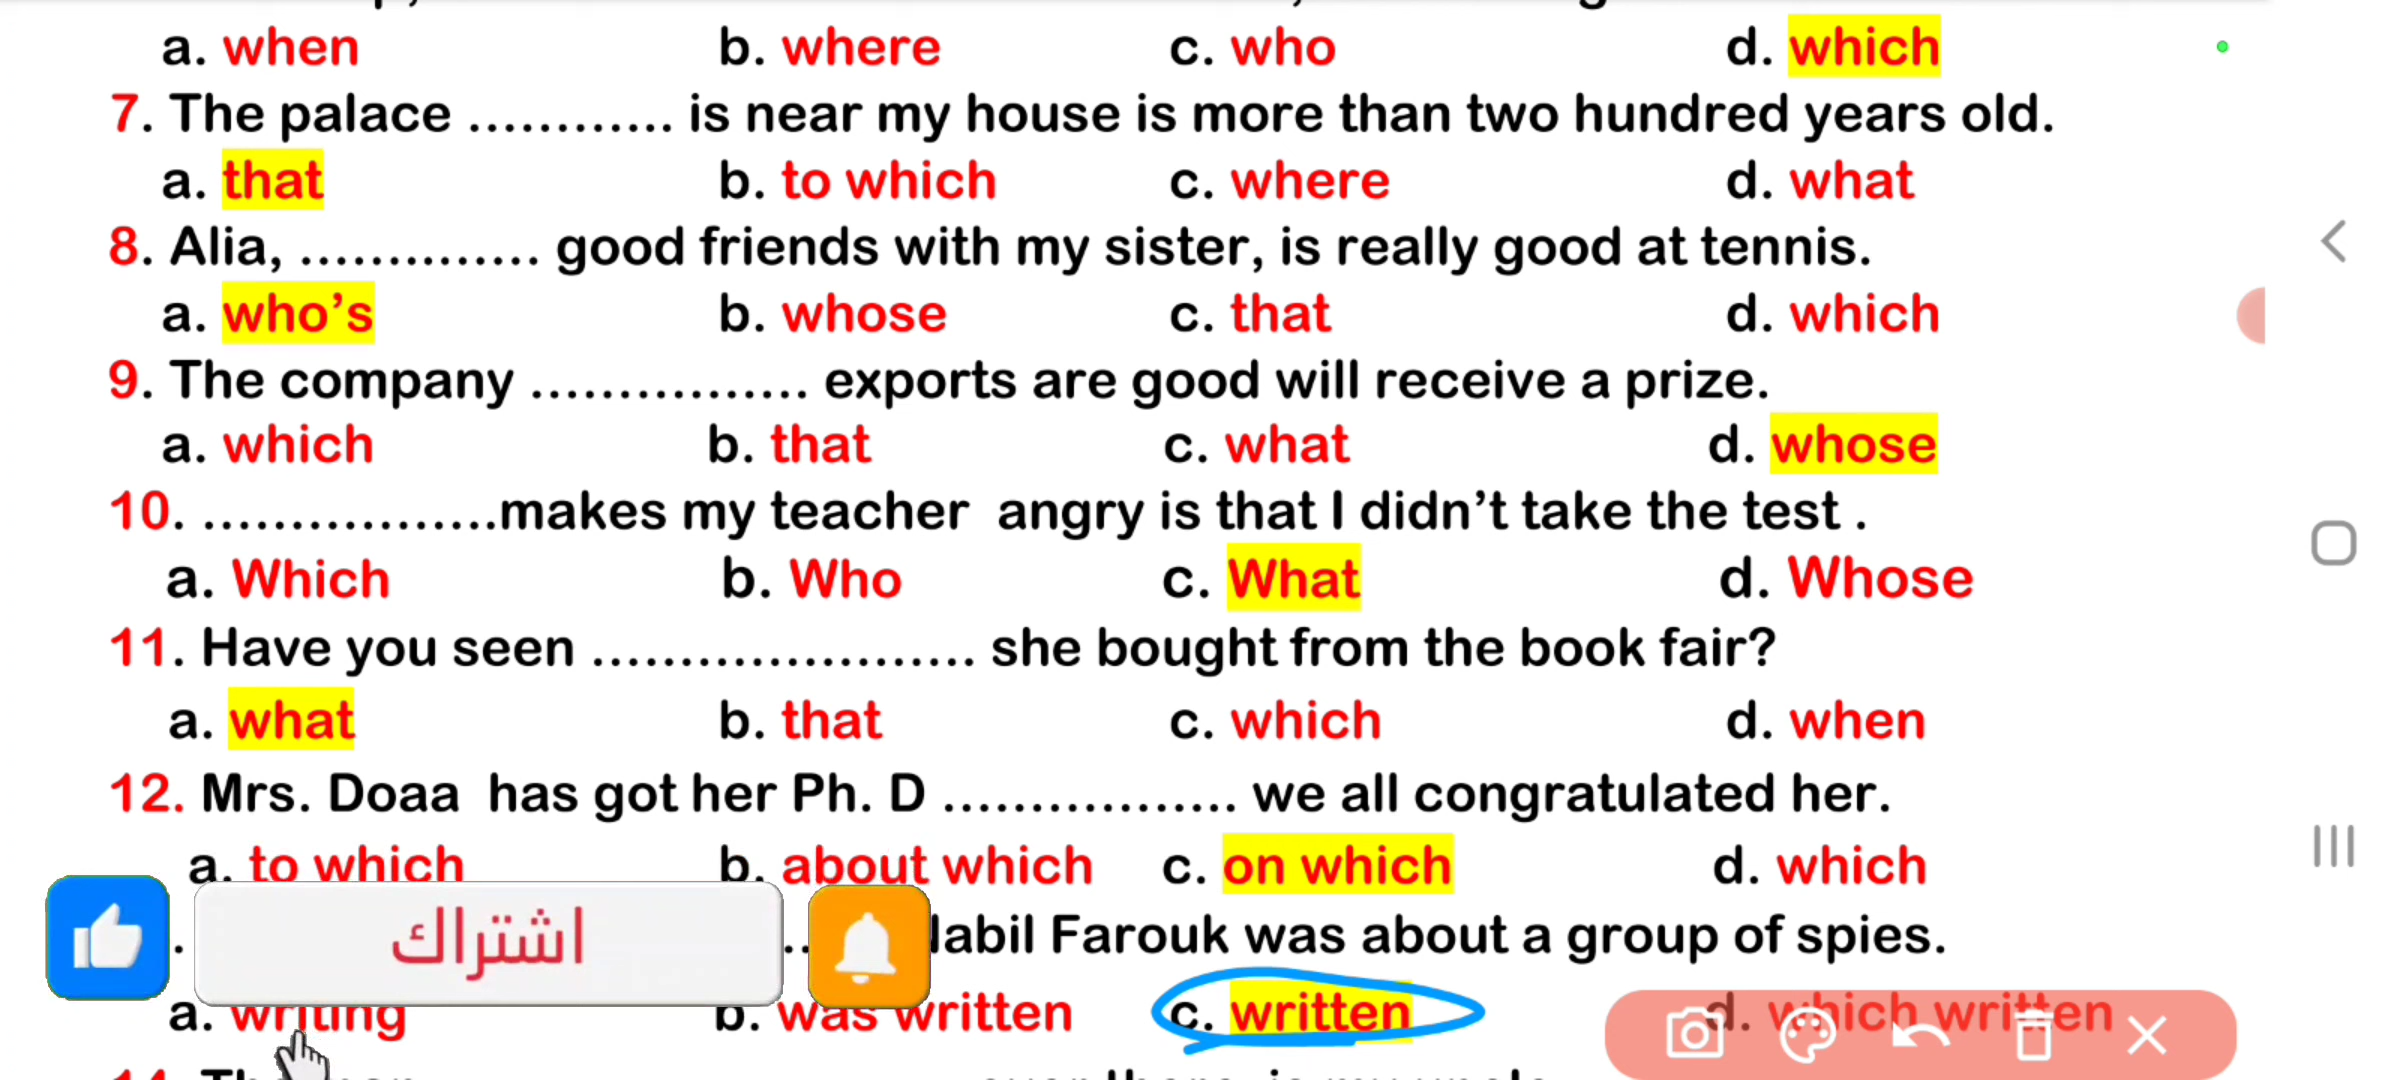 a. when b. where c. who d. which
7. The palace ............ is near my house is more than two hundred years old.
a. that b. to which c. where d. what
8. Alia, .............. good friends with my sister, is really good at tennis.
a. who’s b. whose c. that d. which
9. The company ................ exports are good will receive a prize.
a. which b. that c. what d. whose
10. .................makes my teacher angry is that I didn’t take the test .
a. Which b. Who c. What d. Whose
11. Have you seen ...................... she bought from the book fair?
a. what b. that c. which d. when
12. Mrs. Doaa has got her Ph. D ................. we all congratulated her.
a. to which b. about which c. on which d. which
اشتراك
Farouk was about a group of spies.
a. writing b. was written c. written d. which written